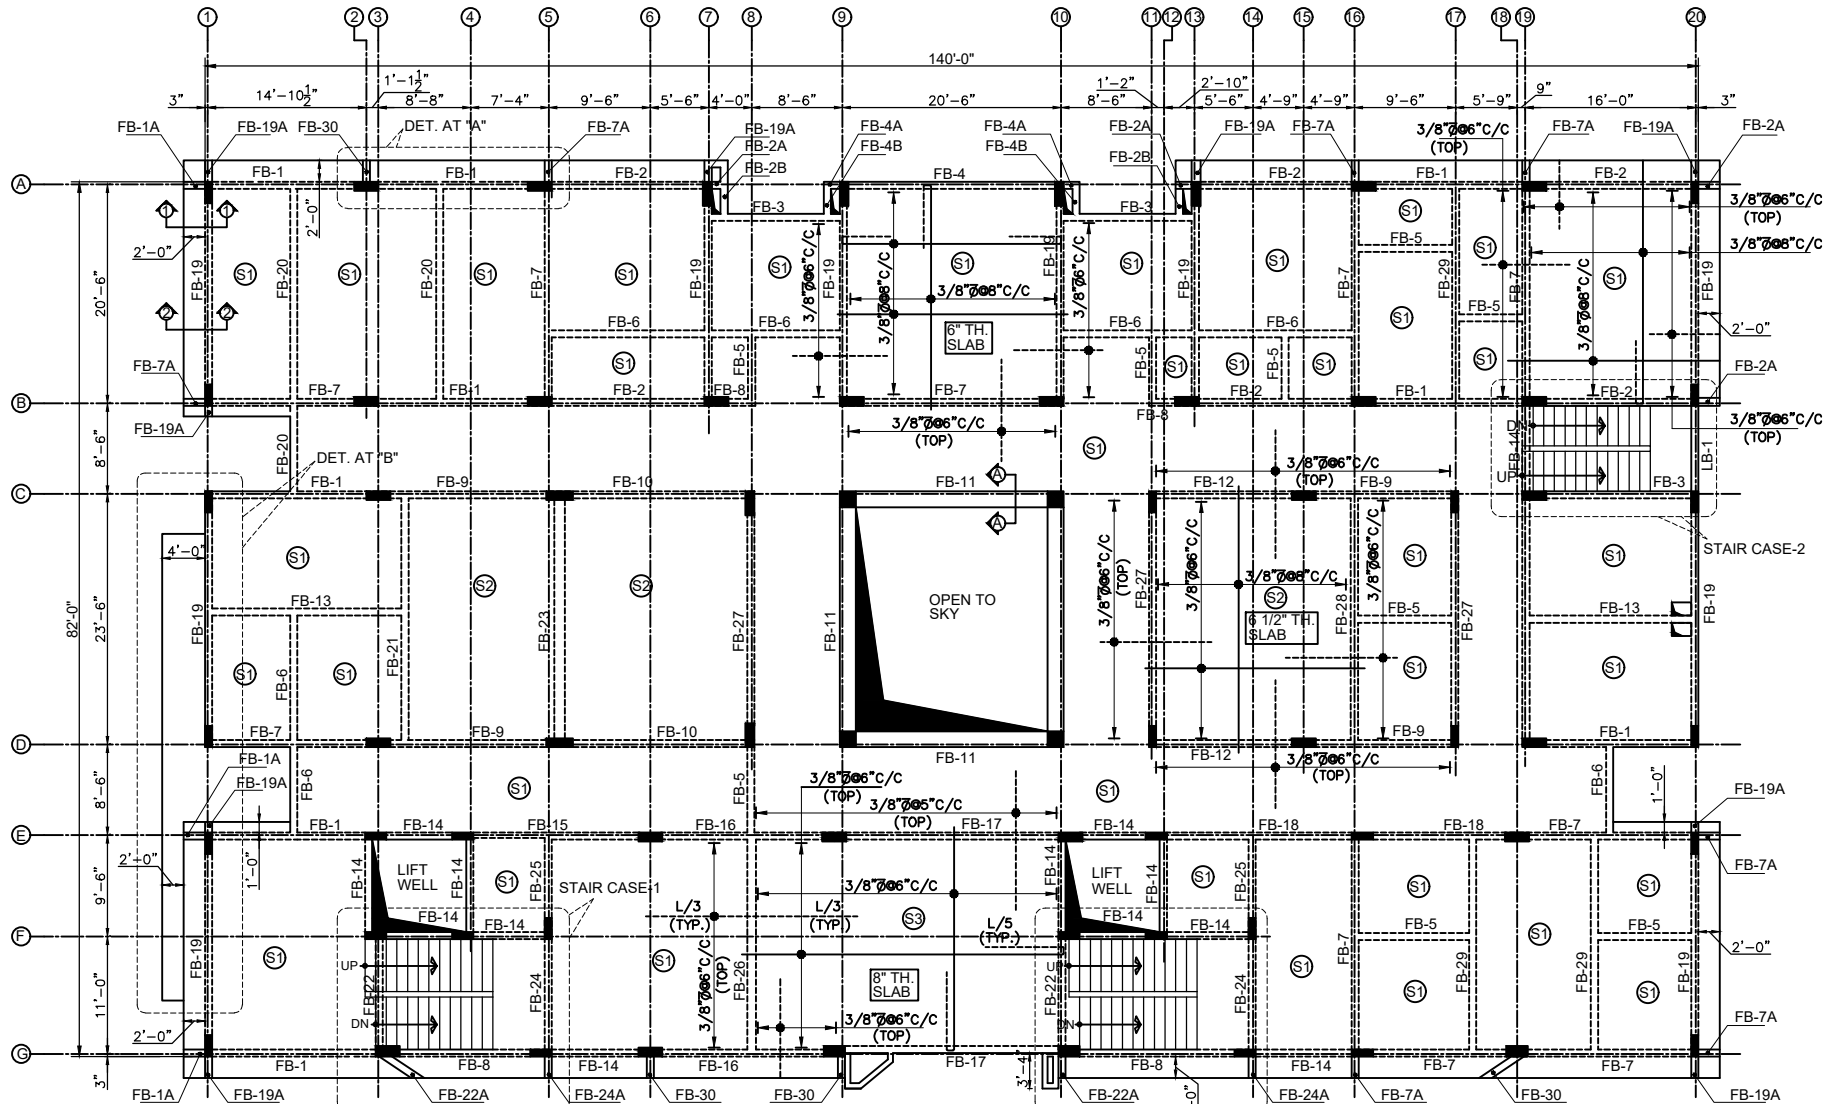 1 2 3 4 5 6 7 8 9 10 11 12 13 14 15 16 17 18 19 20
140'-0"
3" 14'-10½" 1'-1½" 8'-8" 7'-4" 9'-6" 5'-6" 4'-0" 8'-6" 20'-6" 8'-6" 1'-2" 2'-10" 5'-6" 4'-9" 4'-9" 9'-6" 5'-9" 9" 16'-0" 3"
FB-1A FB-19A FB-30 DET. AT "A" FB-7A FB-19A FB-4A FB-4A FB-2A FB-19A FB-7A 3/8"Ø@6"C/C FB-7A FB-19A FB-2A
FB-2A FB-4B FB-4B (TOP)
FB-2B FB-2B
FB-1 FB-1 FB-2 FB-4 FB-2 FB-1 FB-2
A
FB-3 FB-3
1 1 2'-0" S1 3/8"Ø@6"C/C
(TOP)
2'-0" FB-5 S1
FB-19 S1 FB-20 S1 FB-20 S1 FB-7 S1 FB-19 S1 3/8"Ø@6"C/C FB-19 3/8"Ø@8"C/C S1 FB-19 3/8"Ø@6"C/C S1 FB-19 S1 FB-7 FB-29 FB-7 3/8"Ø@8"C/C S1 FB-19 3/8"Ø@8"C/C
20'-6"
3/8"Ø@8"C/C
2 2 S1 FB-5 2'-0"
FB-6 FB-6 6" TH.
SLAB FB-6 FB-6
FB-7A S1 FB-5 FB-5 S1 S1 FB-5 S1 S1 FB-2A
FB-7 FB-1 FB-2 FB-8 FB-7 FB-2 FB-1 FB-2
B
FB-19A FB-8
3/8"Ø@6"C/C
(TOP)
3/8"Ø@6"C/C
(TOP)
8'-6" FB-20 DET. AT "B" S1 3/8"Ø@6"C/C
(TOP)
DN FB-14 UP LB-1
C
FB-1 FB-9 FB-10 FB-11 A FB-12 FB-9 FB-3
A
4'-0" S1 S1 S1 STAIR CASE-2
3/8"Ø@6"C/C
(TOP)
3/8"Ø@6"C/C
3/8"Ø@6"C/C
82'-0" 23'-6" FB-19 FB-13 S2 FB-23 S2 FB-27 FB-11 OPEN TO
SKY FB-27 3/8"Ø@8"C/C
S2 FB-28 FB-5 FB-27 FB-13 FB-19
6 1/2" TH.
SLAB
S1 FB-6 S1 FB-21 S1 S1
FB-7 FB-9 FB-10 FB-9 FB-1
D
FB-1A FB-11 FB-12
FB-19A 3/8"Ø@6"C/C
(TOP)
3/8"Ø@6"C/C
(TOP)
8'-6" FB-6 S1 FB-5 S1 FB-6 1'-0" FB-19A
3/8"Ø@5"C/C
(TOP)
FB-1 FB-14 FB-15 FB-16 FB-17 FB-14 FB-18 FB-18 FB-7
E
FB-7A
2'-0" 1'-0" FB-14 LIFT
WELL FB-14 S1 FB-25 STAIR CASE-1 3/8"Ø@6"C/C FB-14 LIFT
WELL FB-14 S1 FB-25 S1 S1
9'-6"
FB-14 FB-14 L/3
(TYP.) L/3
(TYP.) S3 L/5
(TYP.) FB-14 FB-14 FB-5 FB-5
F
FB-19 S1 S1 S1 FB-7 S1 FB-19 2'-0"
UP FB-22 DN FB-24 3/8"Ø@6"C/C
(TOP) FB-26 8" TH.
SLAB FB-22 FB-24 S1 FB-29 FB-29 S1
11'-0"
2'-0" 3/8"Ø@6"C/C
(TOP)
DN FB-7A
G
FB-1 FB-8 FB-14 FB-16 FB-17 FB-8 FB-14 FB-7 FB-7
3" 3'-4"
FB-1A FB-19A FB-22A FB-24A FB-30 FB-30 FB-22A FB-24A FB-7A FB-30 FB-19A